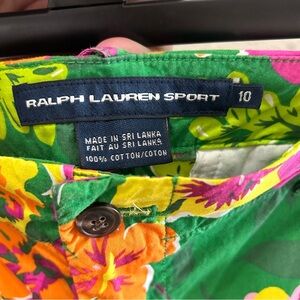 RALPH LAUREN SPORT 10
MADE IN SRI LANKA
FAIT AU SRI LANKA
100% COTTON/COTON